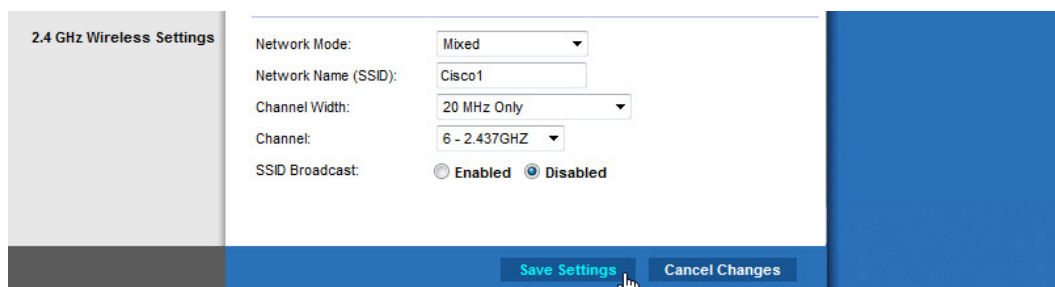 2.4 GHz Wireless Settings
Network Mode: Mixed
Network Name (SSID): Cisco1
Channel Width: 20 MHz Only
Channel: 6 - 2.437GHZ
SSID Broadcast: Enabled Disabled
Save Settings Cancel Changes